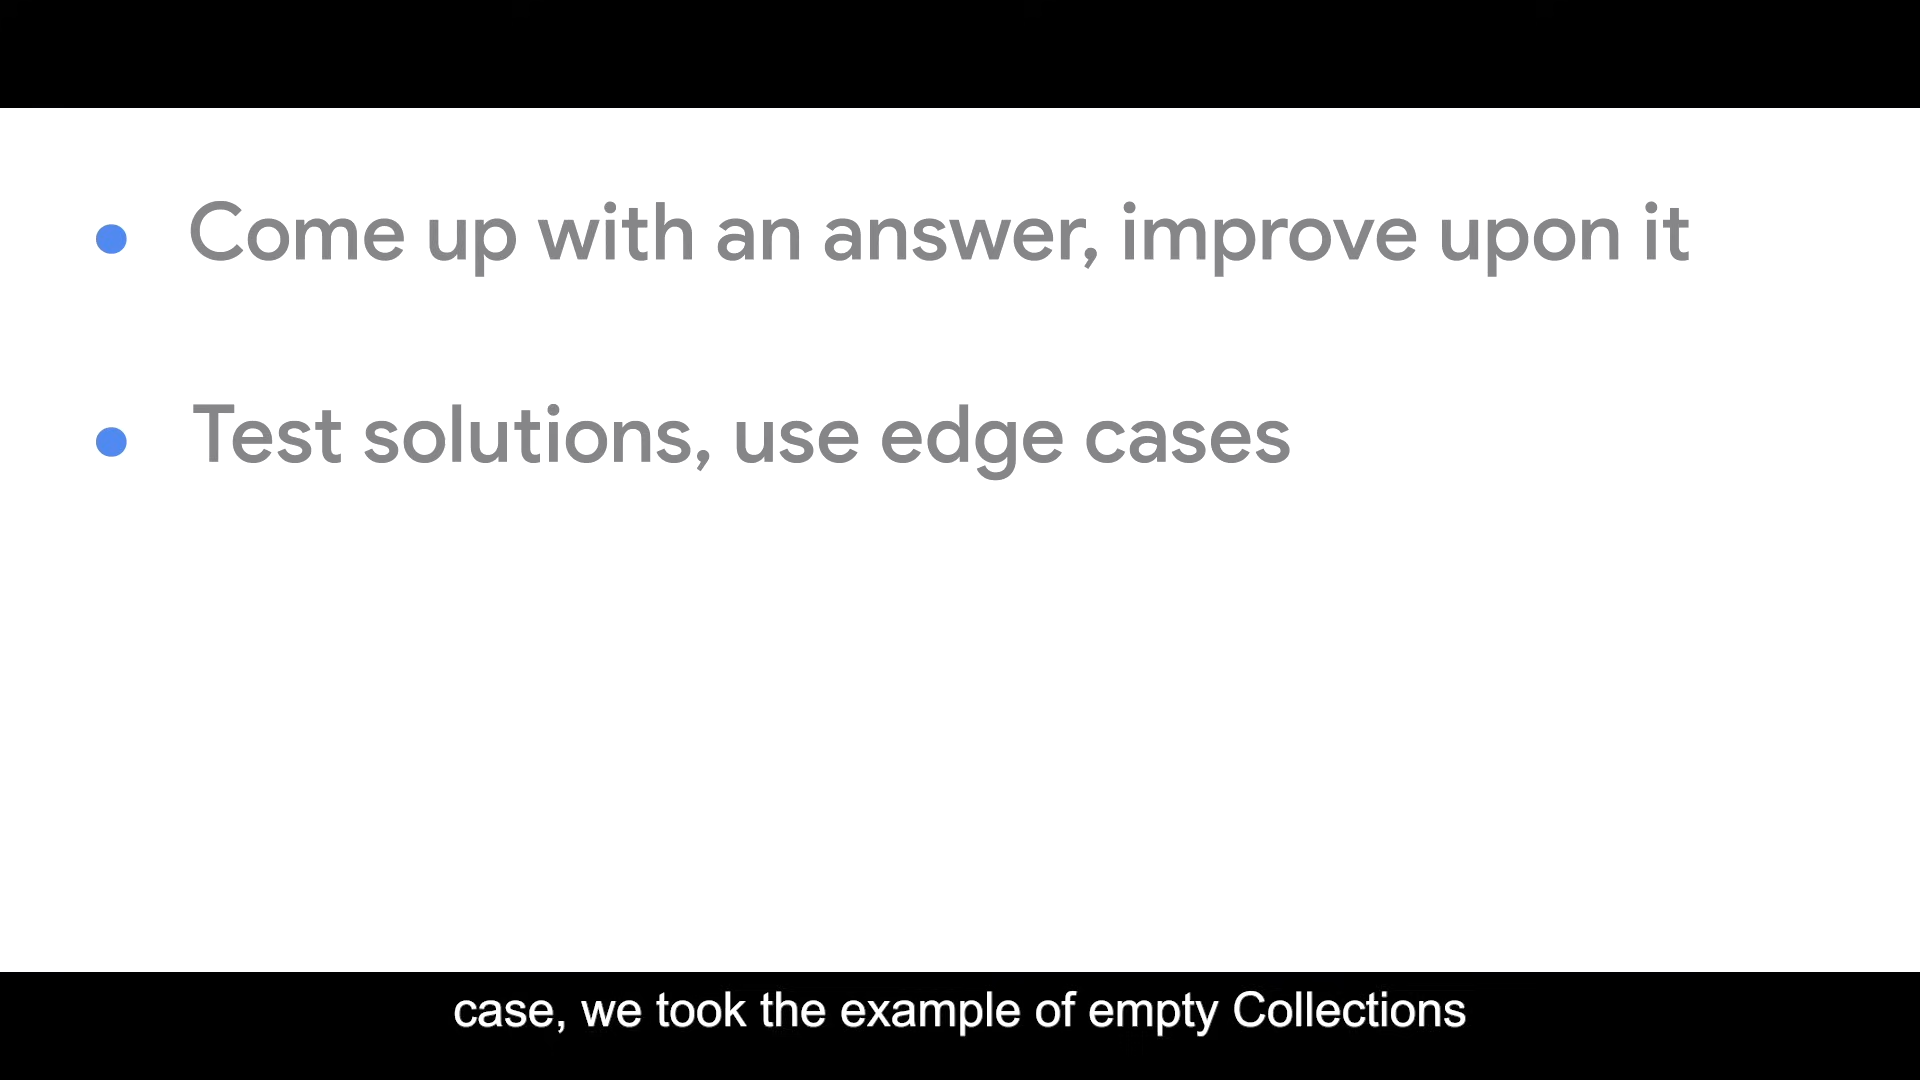 Come up with an answer, improve upon it
Test solutions, use edge cases
case, we took the example of empty Collections